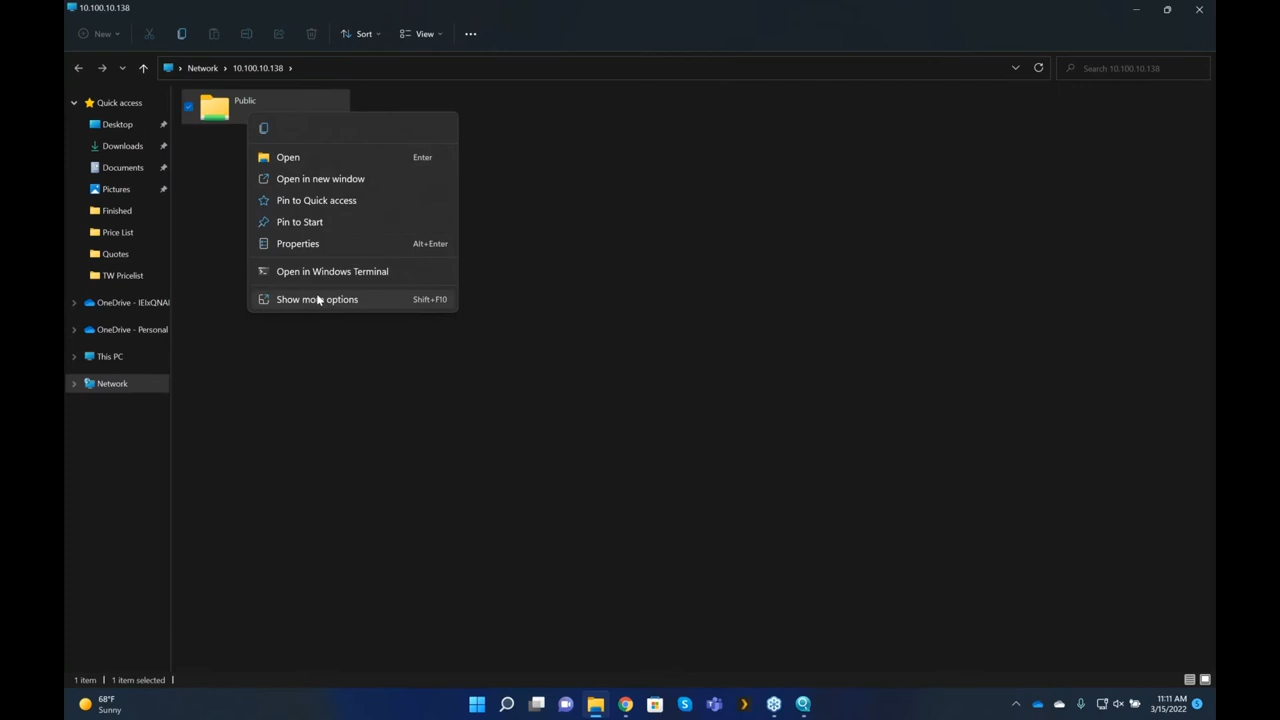 10.100.10.138
New
Sort
View
Network
10.100.10.138
Search 10.100.10.138
Quick access
Desktop
Downloads
Documents
Pictures
Finished
Price List
Quotes
TW Pricelist
OneDrive - IEIxQNAI
OneDrive - Personal
This PC
Network
Public
Open Enter
Open in new window
Pin to Quick access
Pin to Start
Properties Alt+Enter
Open in Windows Terminal
Show more options Shift+F10
1 item 1 item selected
68°F
Sunny
11:11 AM
3/15/2022
5